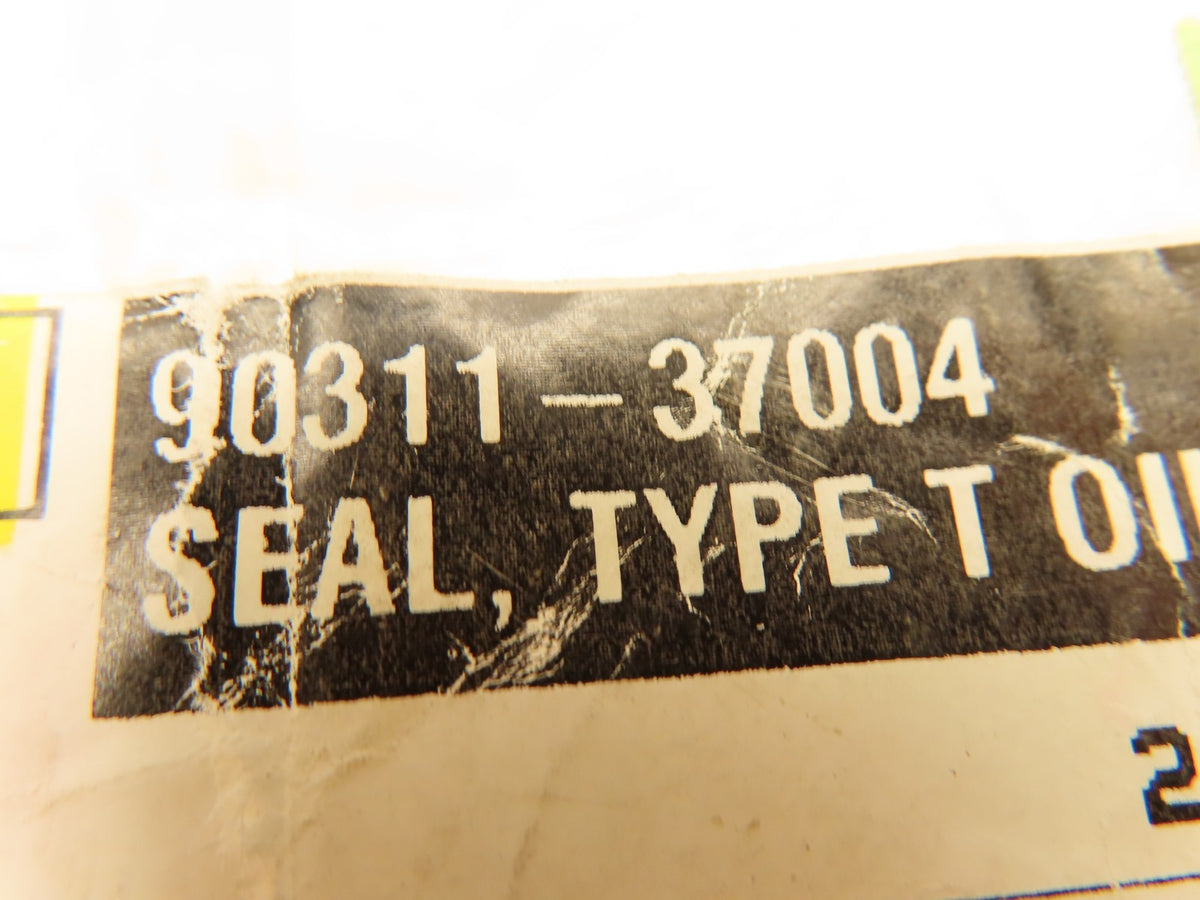 90311-37004
SEAL, TYPE T OI
2